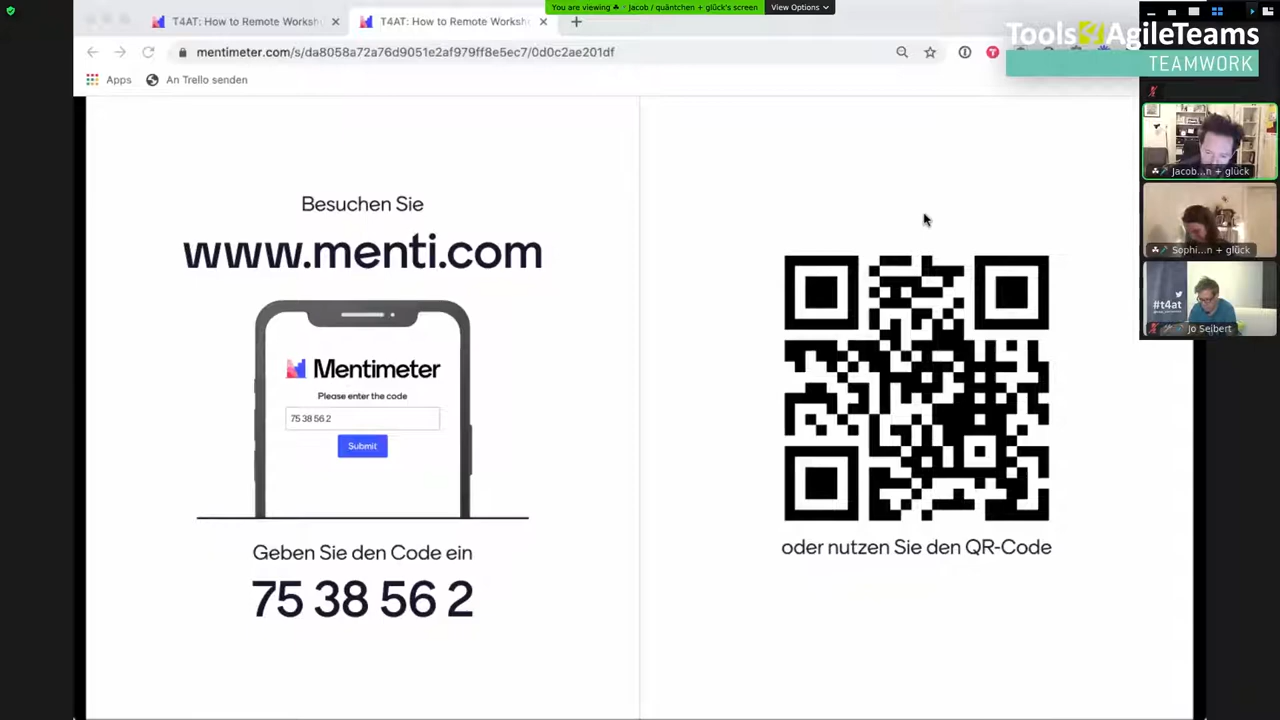 T4AT: How to Remote Worksh
T4AT: How to Remote Worksh
You are viewing Jacob / quäntchen + glück's screen
View Options
mentimeter.com/s/da8058a72a76d9051e2af979ff8e5ec7/0d0c2ae201df
Apps
An Trello senden
Tools4AgileTeams
TEAMWORK
Jacob...n + glück
Sophi...n + glück
#t4at
Jo Seibert
Besuchen Sie
www.menti.com
Mentimeter
Please enter the code
75 38 56 2
Submit
Geben Sie den Code ein
75 38 56 2
oder nutzen Sie den QR-Code